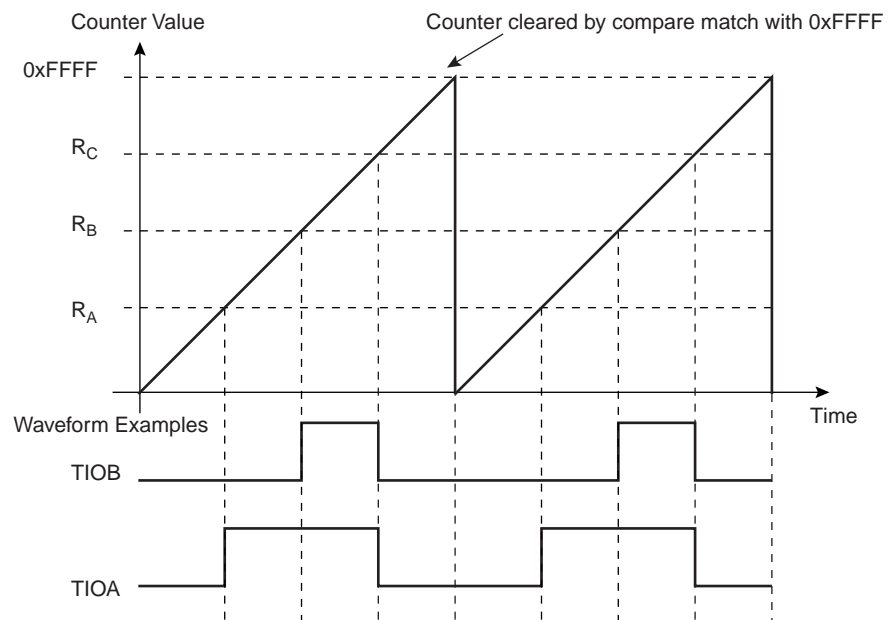 Counter Value
Counter cleared by compare match with 0xFFFF
0xFFFF
RC
RB
RA
Time
Waveform Examples
TIOB
TIOA